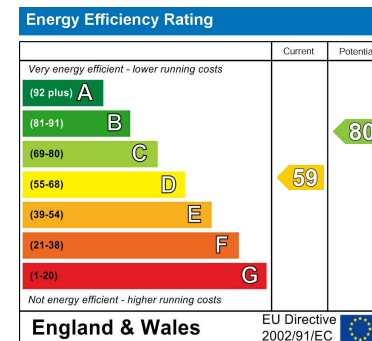 Energy Efficiency Rating
Current Potentia
Very energy efficient - lower running costs
(92 plus) A
(81-91) B
(69-80) C
(55-68) D
(39-54) E
(21-38) F
(1-20) G
59
80
Not energy efficient - higher running costs
England & Wales
EU Directive
2002/91/EC